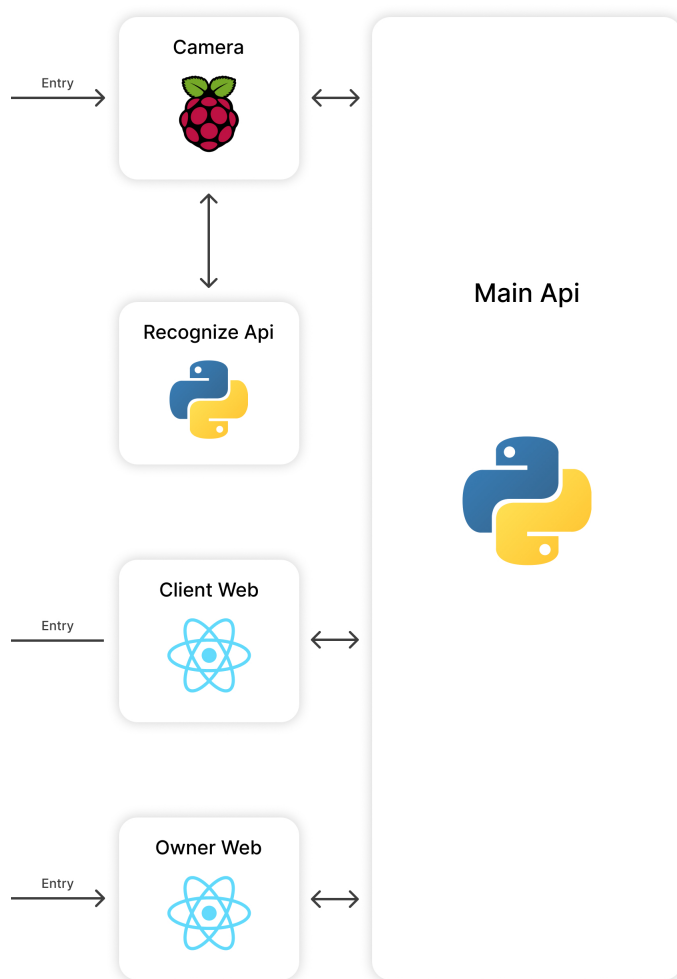 Camera
Entry
Main Api
Recognize Api
Client Web
Entry
Owner Web
Entry